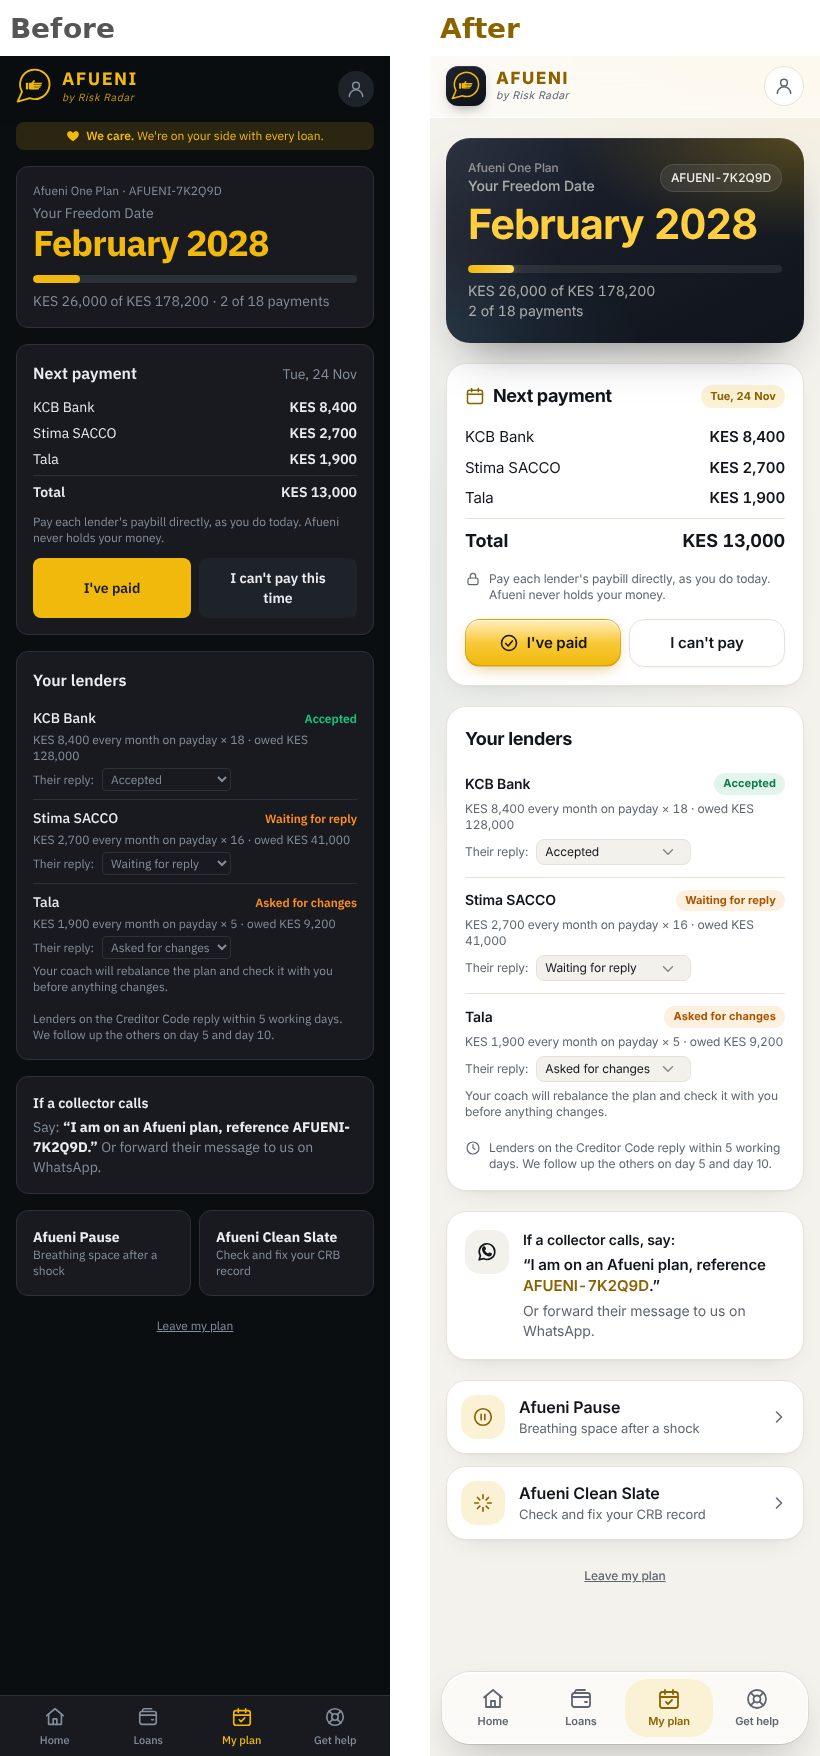 Before
AFUENI
by Risk Radar
We care. We're on your side with every loan.
Afueni One Plan · AFUENI-7K2Q9D
Your Freedom Date
February 2028
KES 26,000 of KES 178,200 · 2 of 18 payments
Next payment
Tue, 24 Nov
KCB Bank
KES 8,400
Stima SACCO
KES 2,700
Tala
KES 1,900
Total
KES 13,000
Pay each lender's paybill directly, as you do today. Afueni
never holds your money.
I've paid
I can't pay this
time
Your lenders
KCB Bank
Accepted
KES 8,400 every month on payday × 18 · owed KES
128,000
Their reply:
Accepted
Stima SACCO
Waiting for reply
KES 2,700 every month on payday × 16 · owed KES 41,000
Their reply:
Waiting for reply
Tala
Asked for changes
KES 1,900 every month on payday × 5 · owed KES 9,200
Their reply:
Asked for changes
Your coach will rebalance the plan and check it with you
before anything changes.
Lenders on the Creditor Code reply within 5 working days.
We follow up the others on day 5 and day 10.
If a collector calls
Say: “I am on an Afueni plan, reference AFUENI-
7K2Q9D.” Or forward their message to us on
WhatsApp.
Afueni Pause
Breathing space after a
shock
Afueni Clean Slate
Check and fix your CRB
record
Leave my plan
Home
Loans
My plan
Get help
After
AFUENI
by Risk Radar
Afueni One Plan
Your Freedom Date
AFUENI-7K2Q9D
February 2028
KES 26,000 of KES 178,200
2 of 18 payments
Next payment
Tue, 24 Nov
KCB Bank
KES 8,400
Stima SACCO
KES 2,700
Tala
KES 1,900
Total
KES 13,000
Pay each lender's paybill directly, as you do today.
Afueni never holds your money.
I've paid
I can't pay
Your lenders
KCB Bank
Accepted
KES 8,400 every month on payday × 18 · owed KES
128,000
Their reply:
Accepted
Stima SACCO
Waiting for reply
KES 2,700 every month on payday × 16 · owed KES
41,000
Their reply:
Waiting for reply
Tala
Asked for changes
KES 1,900 every month on payday × 5 · owed KES 9,200
Their reply:
Asked for changes
Your coach will rebalance the plan and check it with you
before anything changes.
Lenders on the Creditor Code reply within 5 working
days. We follow up the others on day 5 and day 10.
If a collector calls, say:
“I am on an Afueni plan, reference
AFUENI-7K2Q9D.”
Or forward their message to us on
WhatsApp.
Afueni Pause
Breathing space after a shock
Afueni Clean Slate
Check and fix your CRB record
Leave my plan
Home
Loans
My plan
Get help